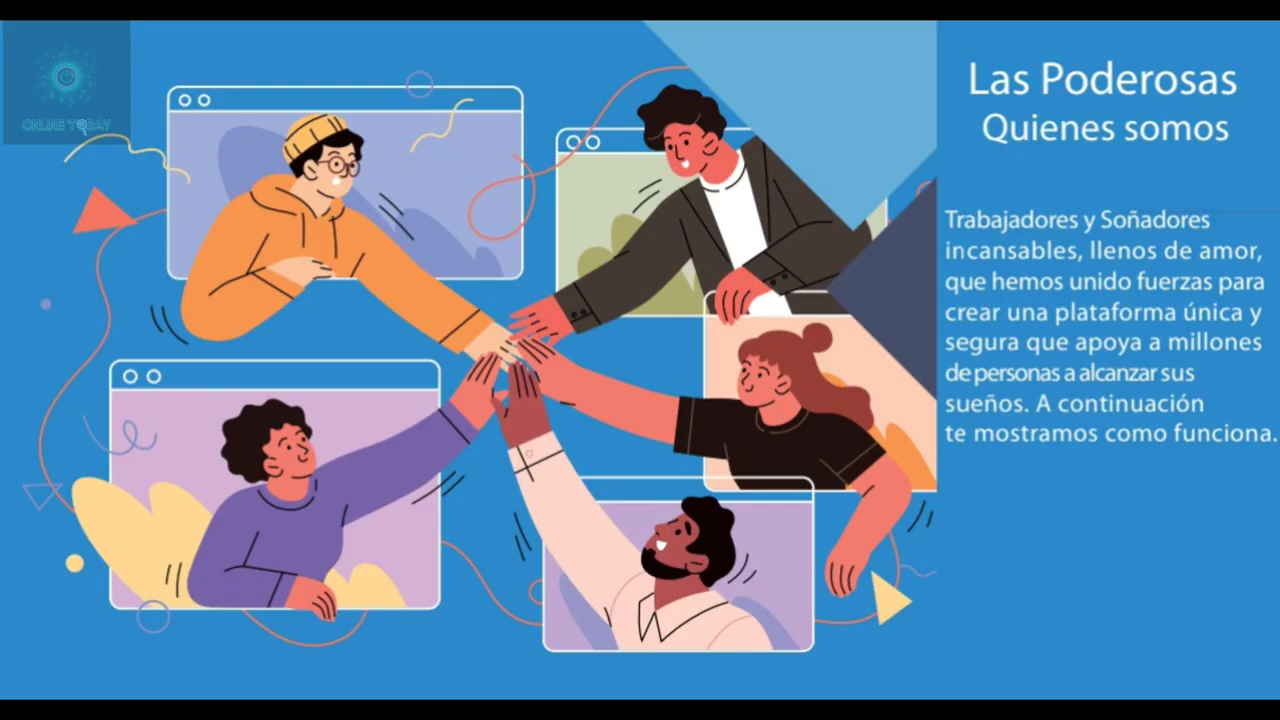 ONLINE TODAY
Las Poderosas
Quienes somos
Trabajadores y Soñadores
incansables, llenos de amor,
que hemos unido fuerzas para
crear una plataforma única y
segura que apoya a millones
de personas a alcanzar sus
sueños. A continuación
te mostramos como funciona.